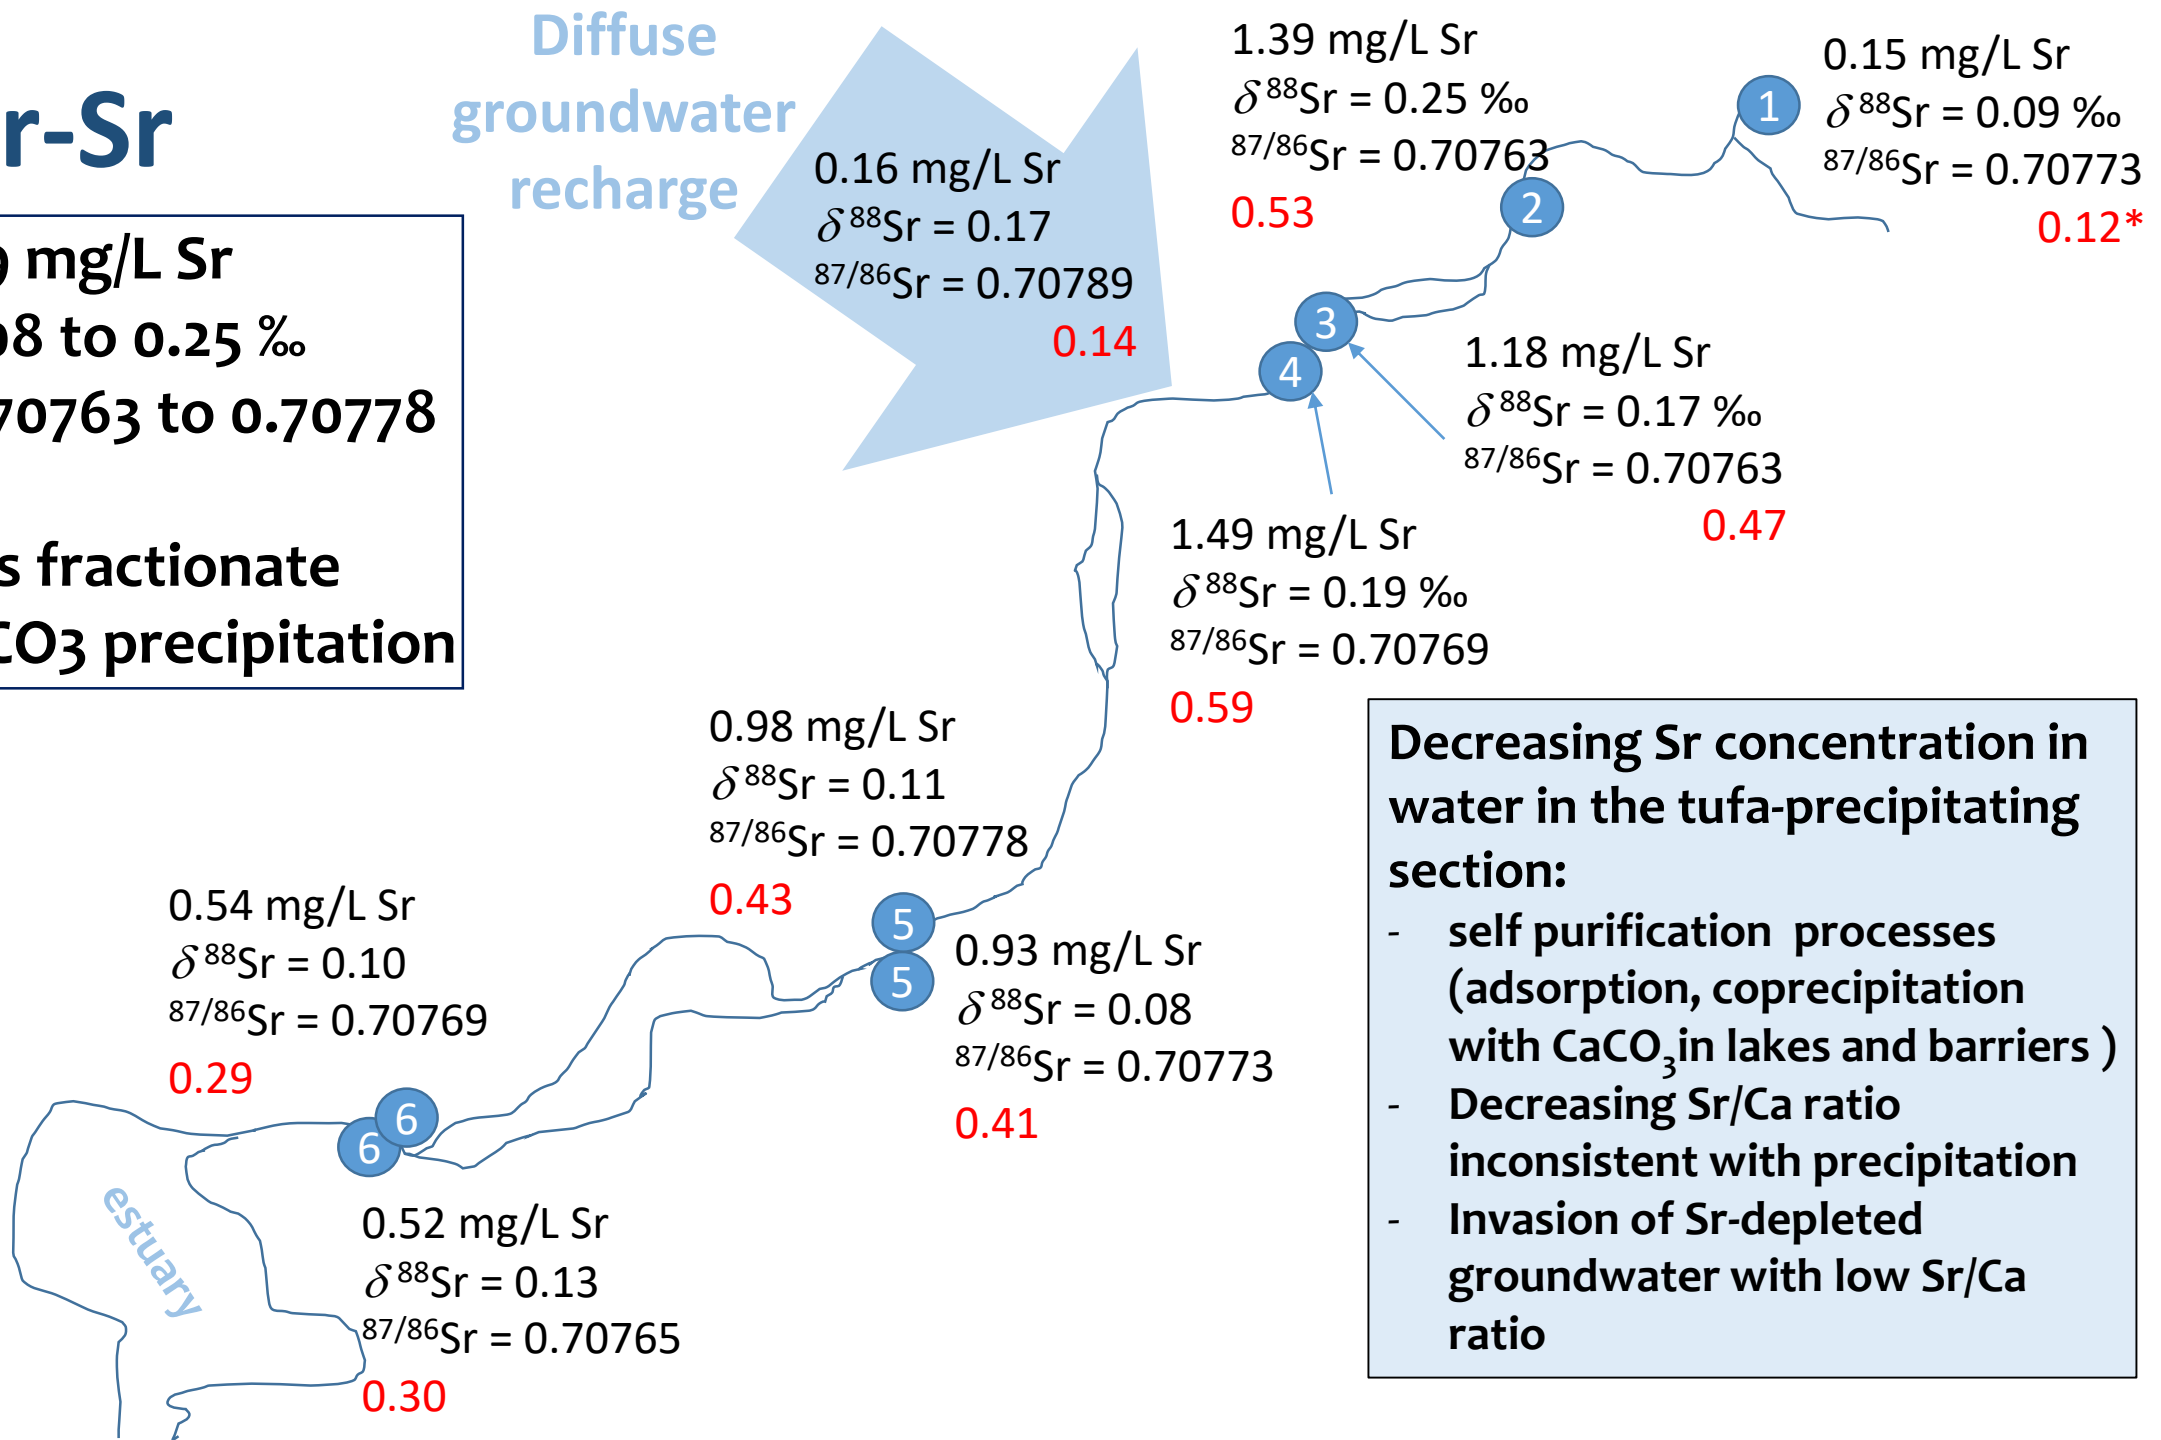 r-Sr
9 mg/L Sr
08 to 0.25 ‰
70763 to 0.70778
s fractionate
CO3 precipitation
Diffuse
groundwater
recharge
0.16 mg/L Sr
δ⁸⁸Sr = 0.17
⁸⁷/⁸⁶Sr = 0.70789
0.14
1.39 mg/L Sr
δ⁸⁸Sr = 0.25 ‰
⁸⁷/⁸⁶Sr = 0.70763
0.53
0.15 mg/L Sr
δ⁸⁸Sr = 0.09 ‰
⁸⁷/⁸⁶Sr = 0.70773
0.12*
1
2
3
4
1.18 mg/L Sr
δ⁸⁸Sr = 0.17 ‰
⁸⁷/⁸⁶Sr = 0.70763
0.47
1.49 mg/L Sr
δ⁸⁸Sr = 0.19 ‰
⁸⁷/⁸⁶Sr = 0.70769
0.59
0.98 mg/L Sr
δ⁸⁸Sr = 0.11
⁸⁷/⁸⁶Sr = 0.70778
0.43
5
5
0.93 mg/L Sr
δ⁸⁸Sr = 0.08
⁸⁷/⁸⁶Sr = 0.70773
0.41
0.54 mg/L Sr
δ⁸⁸Sr = 0.10
⁸⁷/⁸⁶Sr = 0.70769
0.29
6
6
estuary
0.52 mg/L Sr
δ⁸⁸Sr = 0.13
⁸⁷/⁸⁶Sr = 0.70765
0.30
Decreasing Sr concentration in
water in the tufa-precipitating
section:
- self purification processes
(adsorption, coprecipitation
with CaCO₃in lakes and barriers )
- Decreasing Sr/Ca ratio
inconsistent with precipitation
- Invasion of Sr-depleted
groundwater with low Sr/Ca
ratio